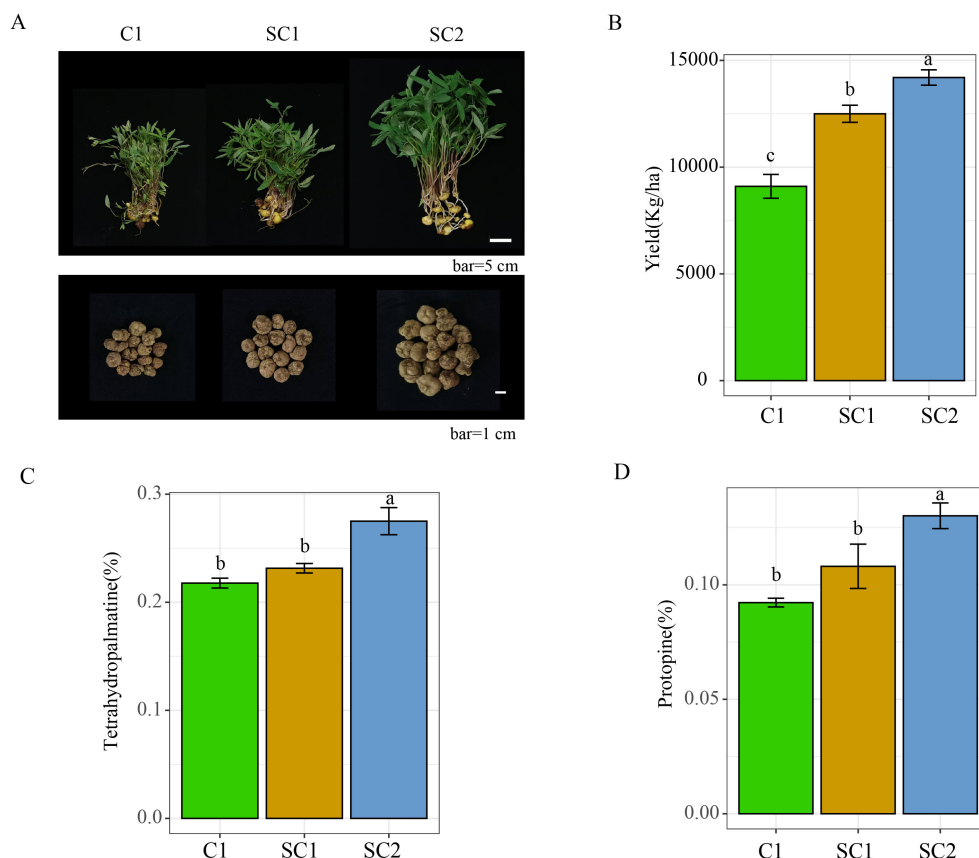 A
C1 SC1 SC2
bar=5 cm
bar=1 cm
B
Yield(Kg/ha)
15000
10000
5000
0
c
b
a
C1 SC1 SC2
C
Tetrahydropalmatine(%)
0.3
0.2
0.1
0.0
b
b
a
C1 SC1 SC2
D
Protopine(%)
0.10
0.05
0.00
b
b
a
C1 SC1 SC2